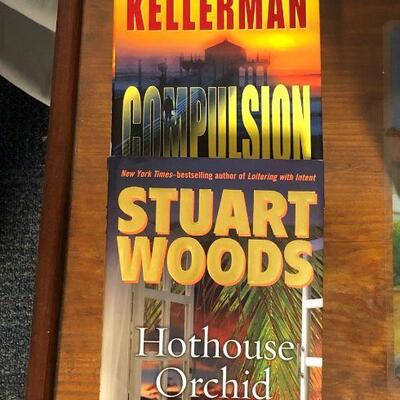 KELLERMAN
COMPULSION
New York Times-bestselling author of Loitering with Intent
STUART
WOODS
Hothouse
Orchid